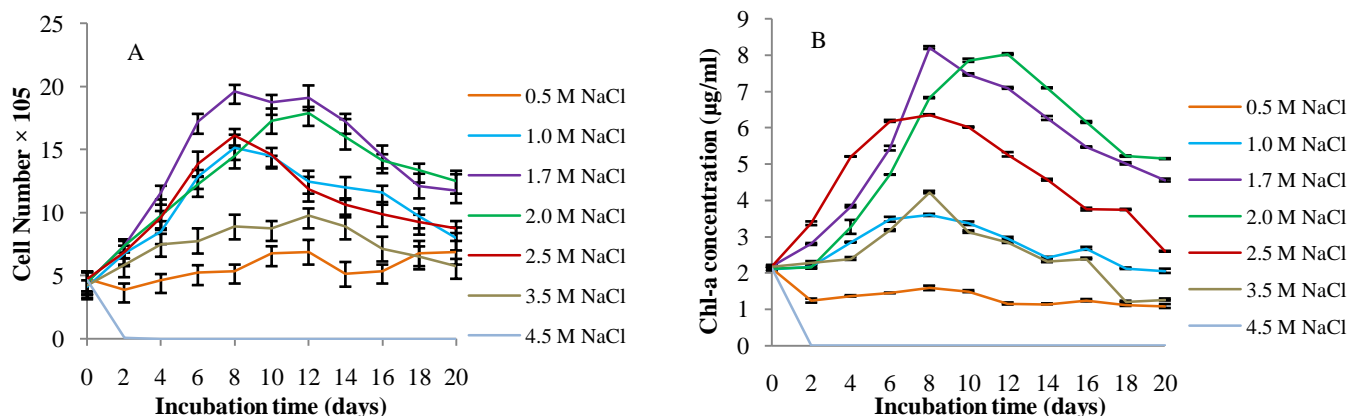 A
Cell Number × 105
25
20
15
10
5
0
0 2 4 6 8 10 12 14 16 18 20
Incubation time (days)
0.5 M NaCl
1.0 M NaCl
1.7 M NaCl
2.0 M NaCl
2.5 M NaCl
3.5 M NaCl
4.5 M NaCl
B
Chl-a concentration (µg/ml)
9
8
7
6
5
4
3
2
1
0
0 2 4 6 8 10 12 14 16 18 20
Incubation time (days)
0.5 M NaCl
1.0 M NaCl
1.7 M NaCl
2.0 M NaCl
2.5 M NaCl
3.5 M NaCl
4.5 M NaCl